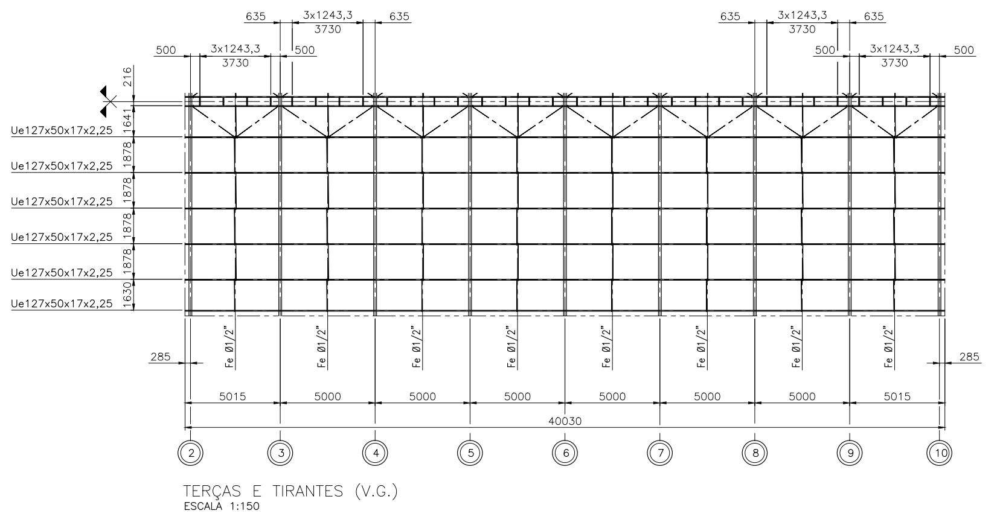 635 3x1243,3 635 635 3x1243,3 635
3730 3730
500 3x1243,3 500 500 3x1243,3 500
3730 3730
216
1641
Ue127x50x17x2,25
1878
Ue127x50x17x2,25
1878
Ue127x50x17x2,25
1878
Ue127x50x17x2,25
1878
Ue127x50x17x2,25
1630
Ue127x50x17x2,25
Fe Ø1/2” Fe Ø1/2” Fe Ø1/2” Fe Ø1/2” Fe Ø1/2” Fe Ø1/2” Fe Ø1/2” Fe Ø1/2”
285 285
5015 5000 5000 5000 5000 5000 5000 5015
40030
2 3 4 5 6 7 8 9 10
TERÇAS E TIRANTES (V.G.)
ESCALA 1:150